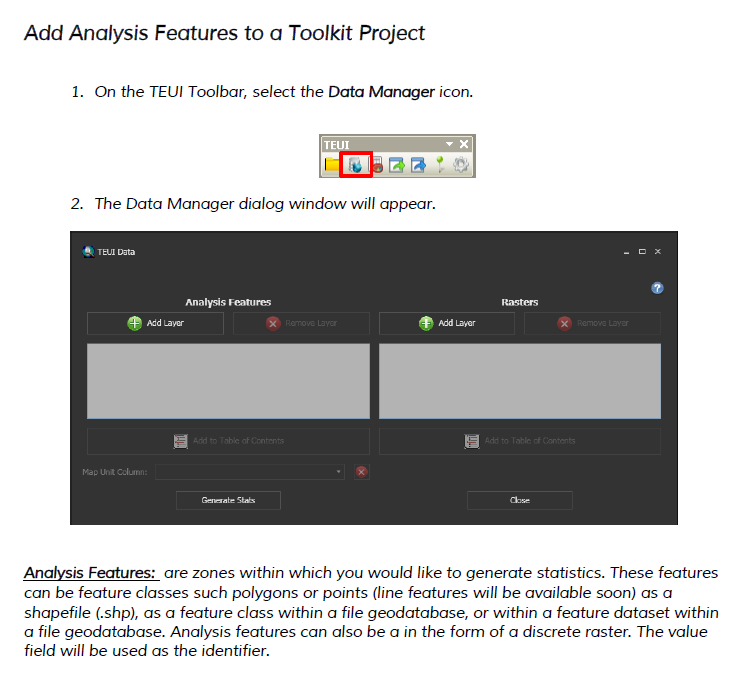 Add Analysis Features to a Toolkit Project
1. On the TEUI Toolbar, select the Data Manager icon.
TEUI
2. The Data Manager dialog window will appear.
TEUI Data
Analysis Features Rasters
Add Layer Remove Layer Add Layer Remove Layer
Add to Table of Contents Add to Table of Contents
Map Unit Column:
Generate Stats Close
Analysis Features: are zones within which you would like to generate statistics. These features
can be feature classes such polygons or points (line features will be available soon) as a
shapefile (.shp), as a feature class within a file geodatabase, or within a feature dataset within
a file geodatabase. Analysis features can also be a in the form of a discrete raster. The value
field will be used as the identifier.